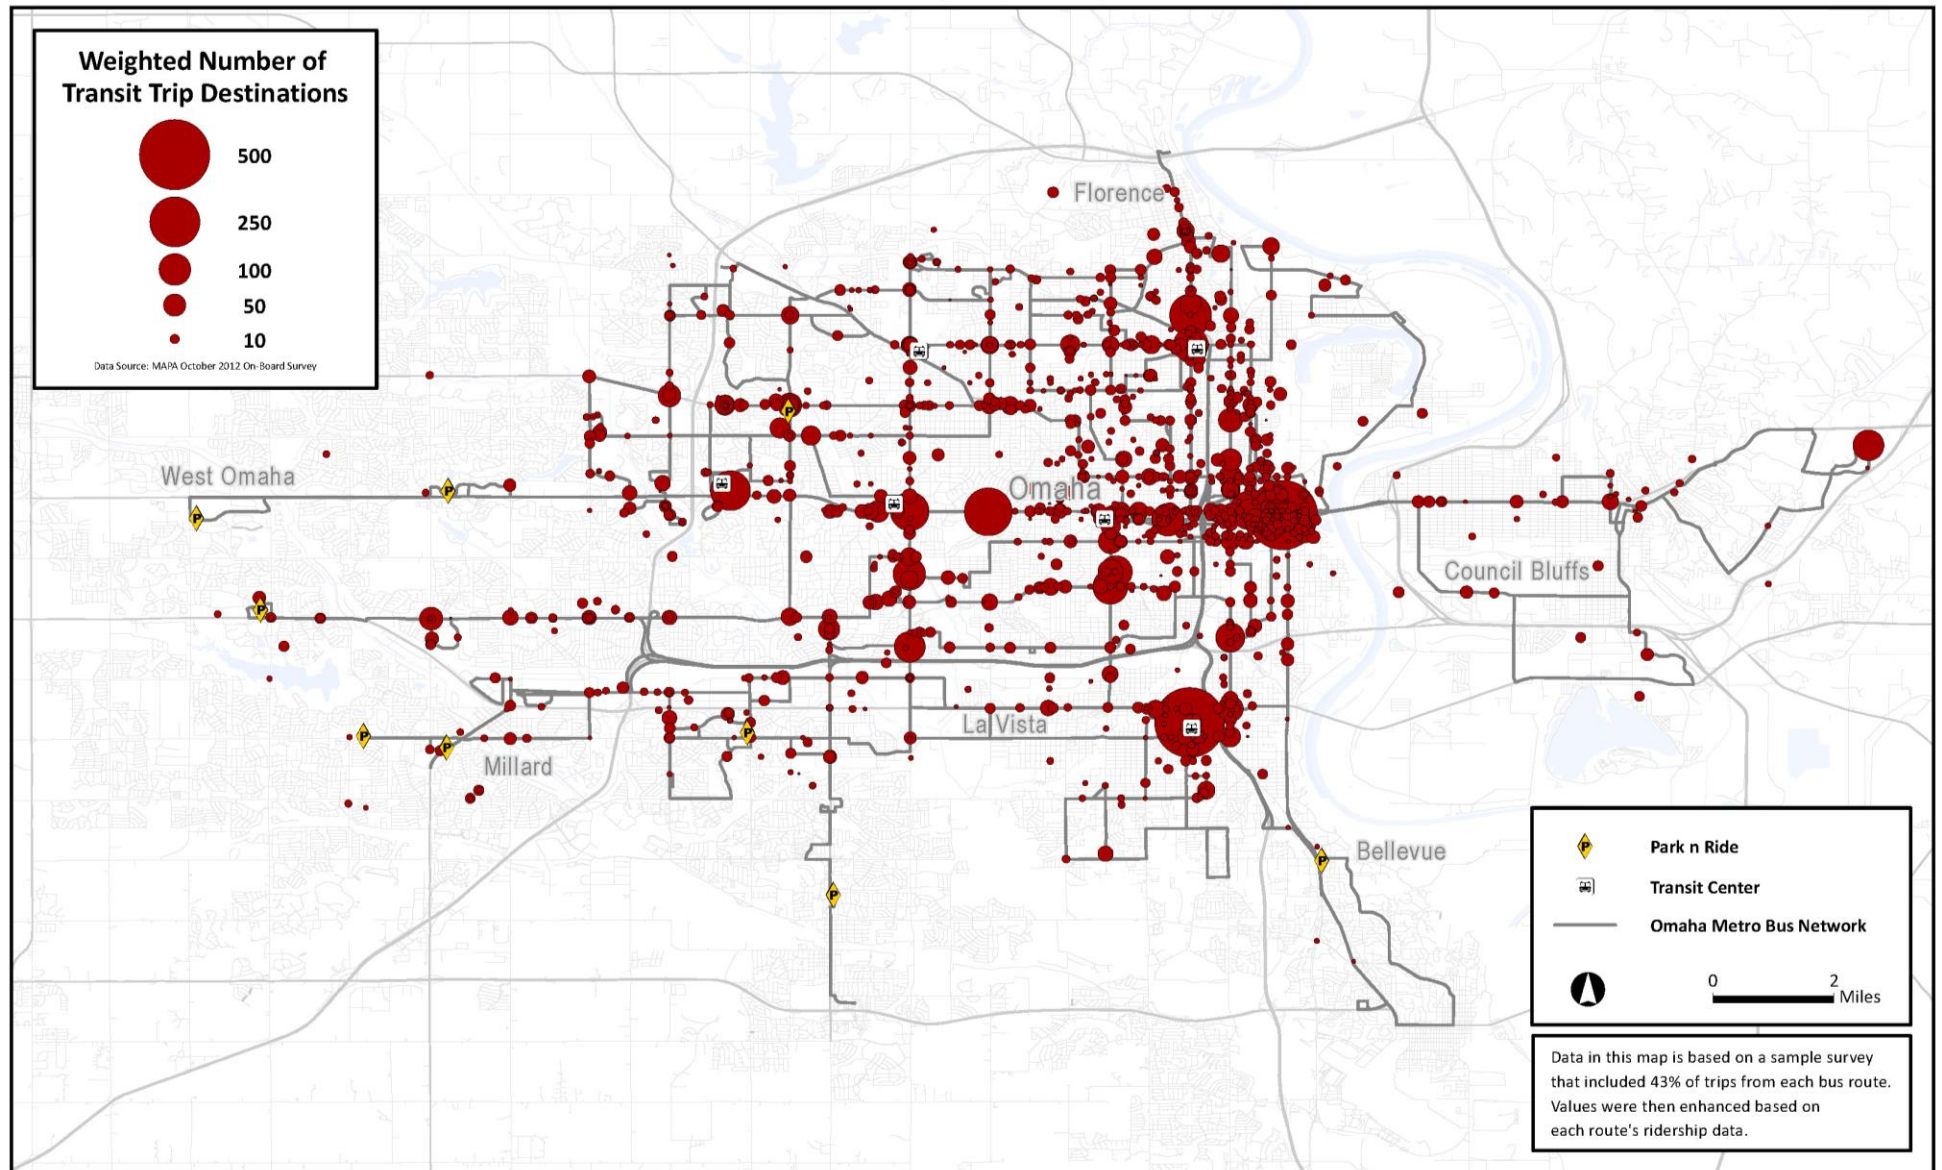 Weighted Number of
Transit Trip Destinations
500
250
100
50
10
Data Source: MAPA October 2012 On-Board Survey
Florence
West Omaha
Omaha
Council Bluffs
La Vista
Millard
Bellevue
P Park n Ride
Transit Center
Omaha Metro Bus Network
0 2
Miles
Data in this map is based on a sample survey
that included 43% of trips from each bus route.
Values were then enhanced based on
each route's ridership data.
P
P
P
P
P
P
P
P
P